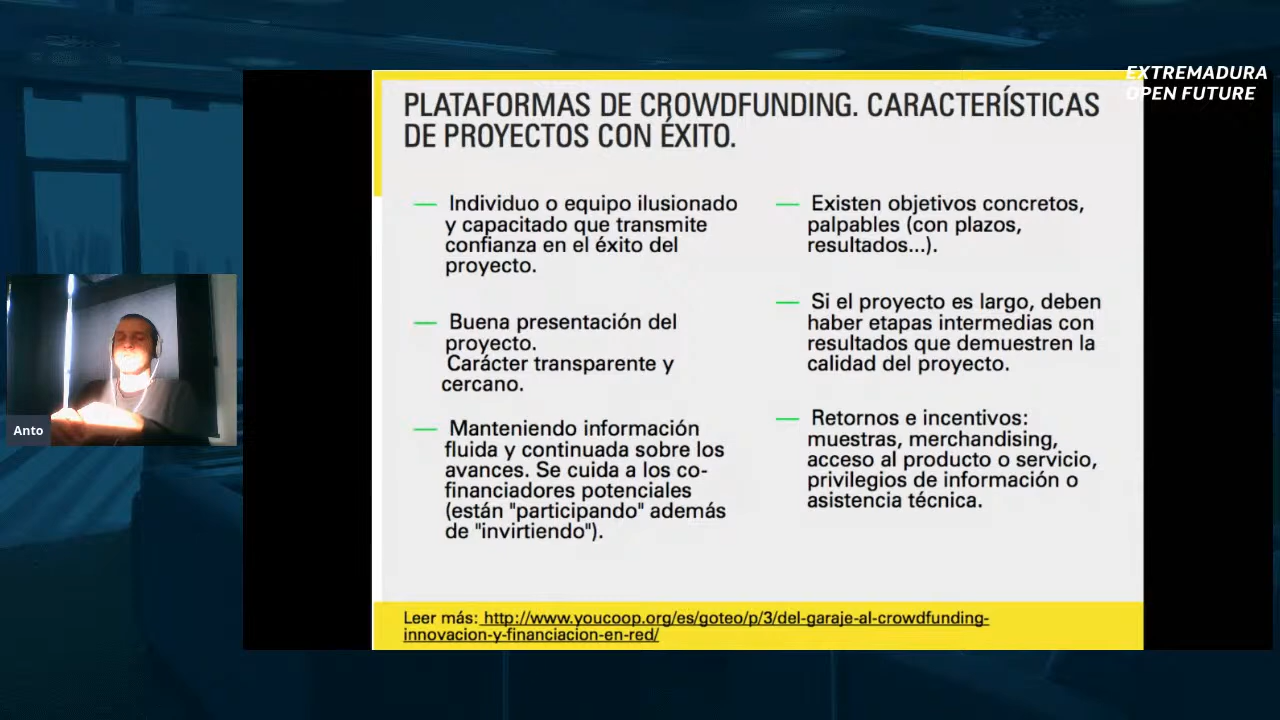 EXTREMADURA
OPEN FUTURE
PLATAFORMAS DE CROWDFUNDING. CARACTERÍSTICAS
DE PROYECTOS CON ÉXITO.
— Individuo o equipo ilusionado
y capacitado que transmite
confianza en el éxito del
proyecto.
— Buena presentación del
proyecto.
Carácter transparente y
cercano.
— Manteniendo información
fluida y continuada sobre los
avances. Se cuida a los co-
financiadores potenciales
(están "participando" además
de "invirtiendo").
— Existen objetivos concretos,
palpables (con plazos,
resultados...).
— Si el proyecto es largo, deben
haber etapas intermedias con
resultados que demuestren la
calidad del proyecto.
— Retornos e incentivos:
muestras, merchandising,
acceso al producto o servicio,
privilegios de información o
asistencia técnica.
Leer más: http://www.youcoop.org/es/goteo/p/3/del-garaje-al-crowdfunding-
innovacion-y-financiacion-en-red/
Anto